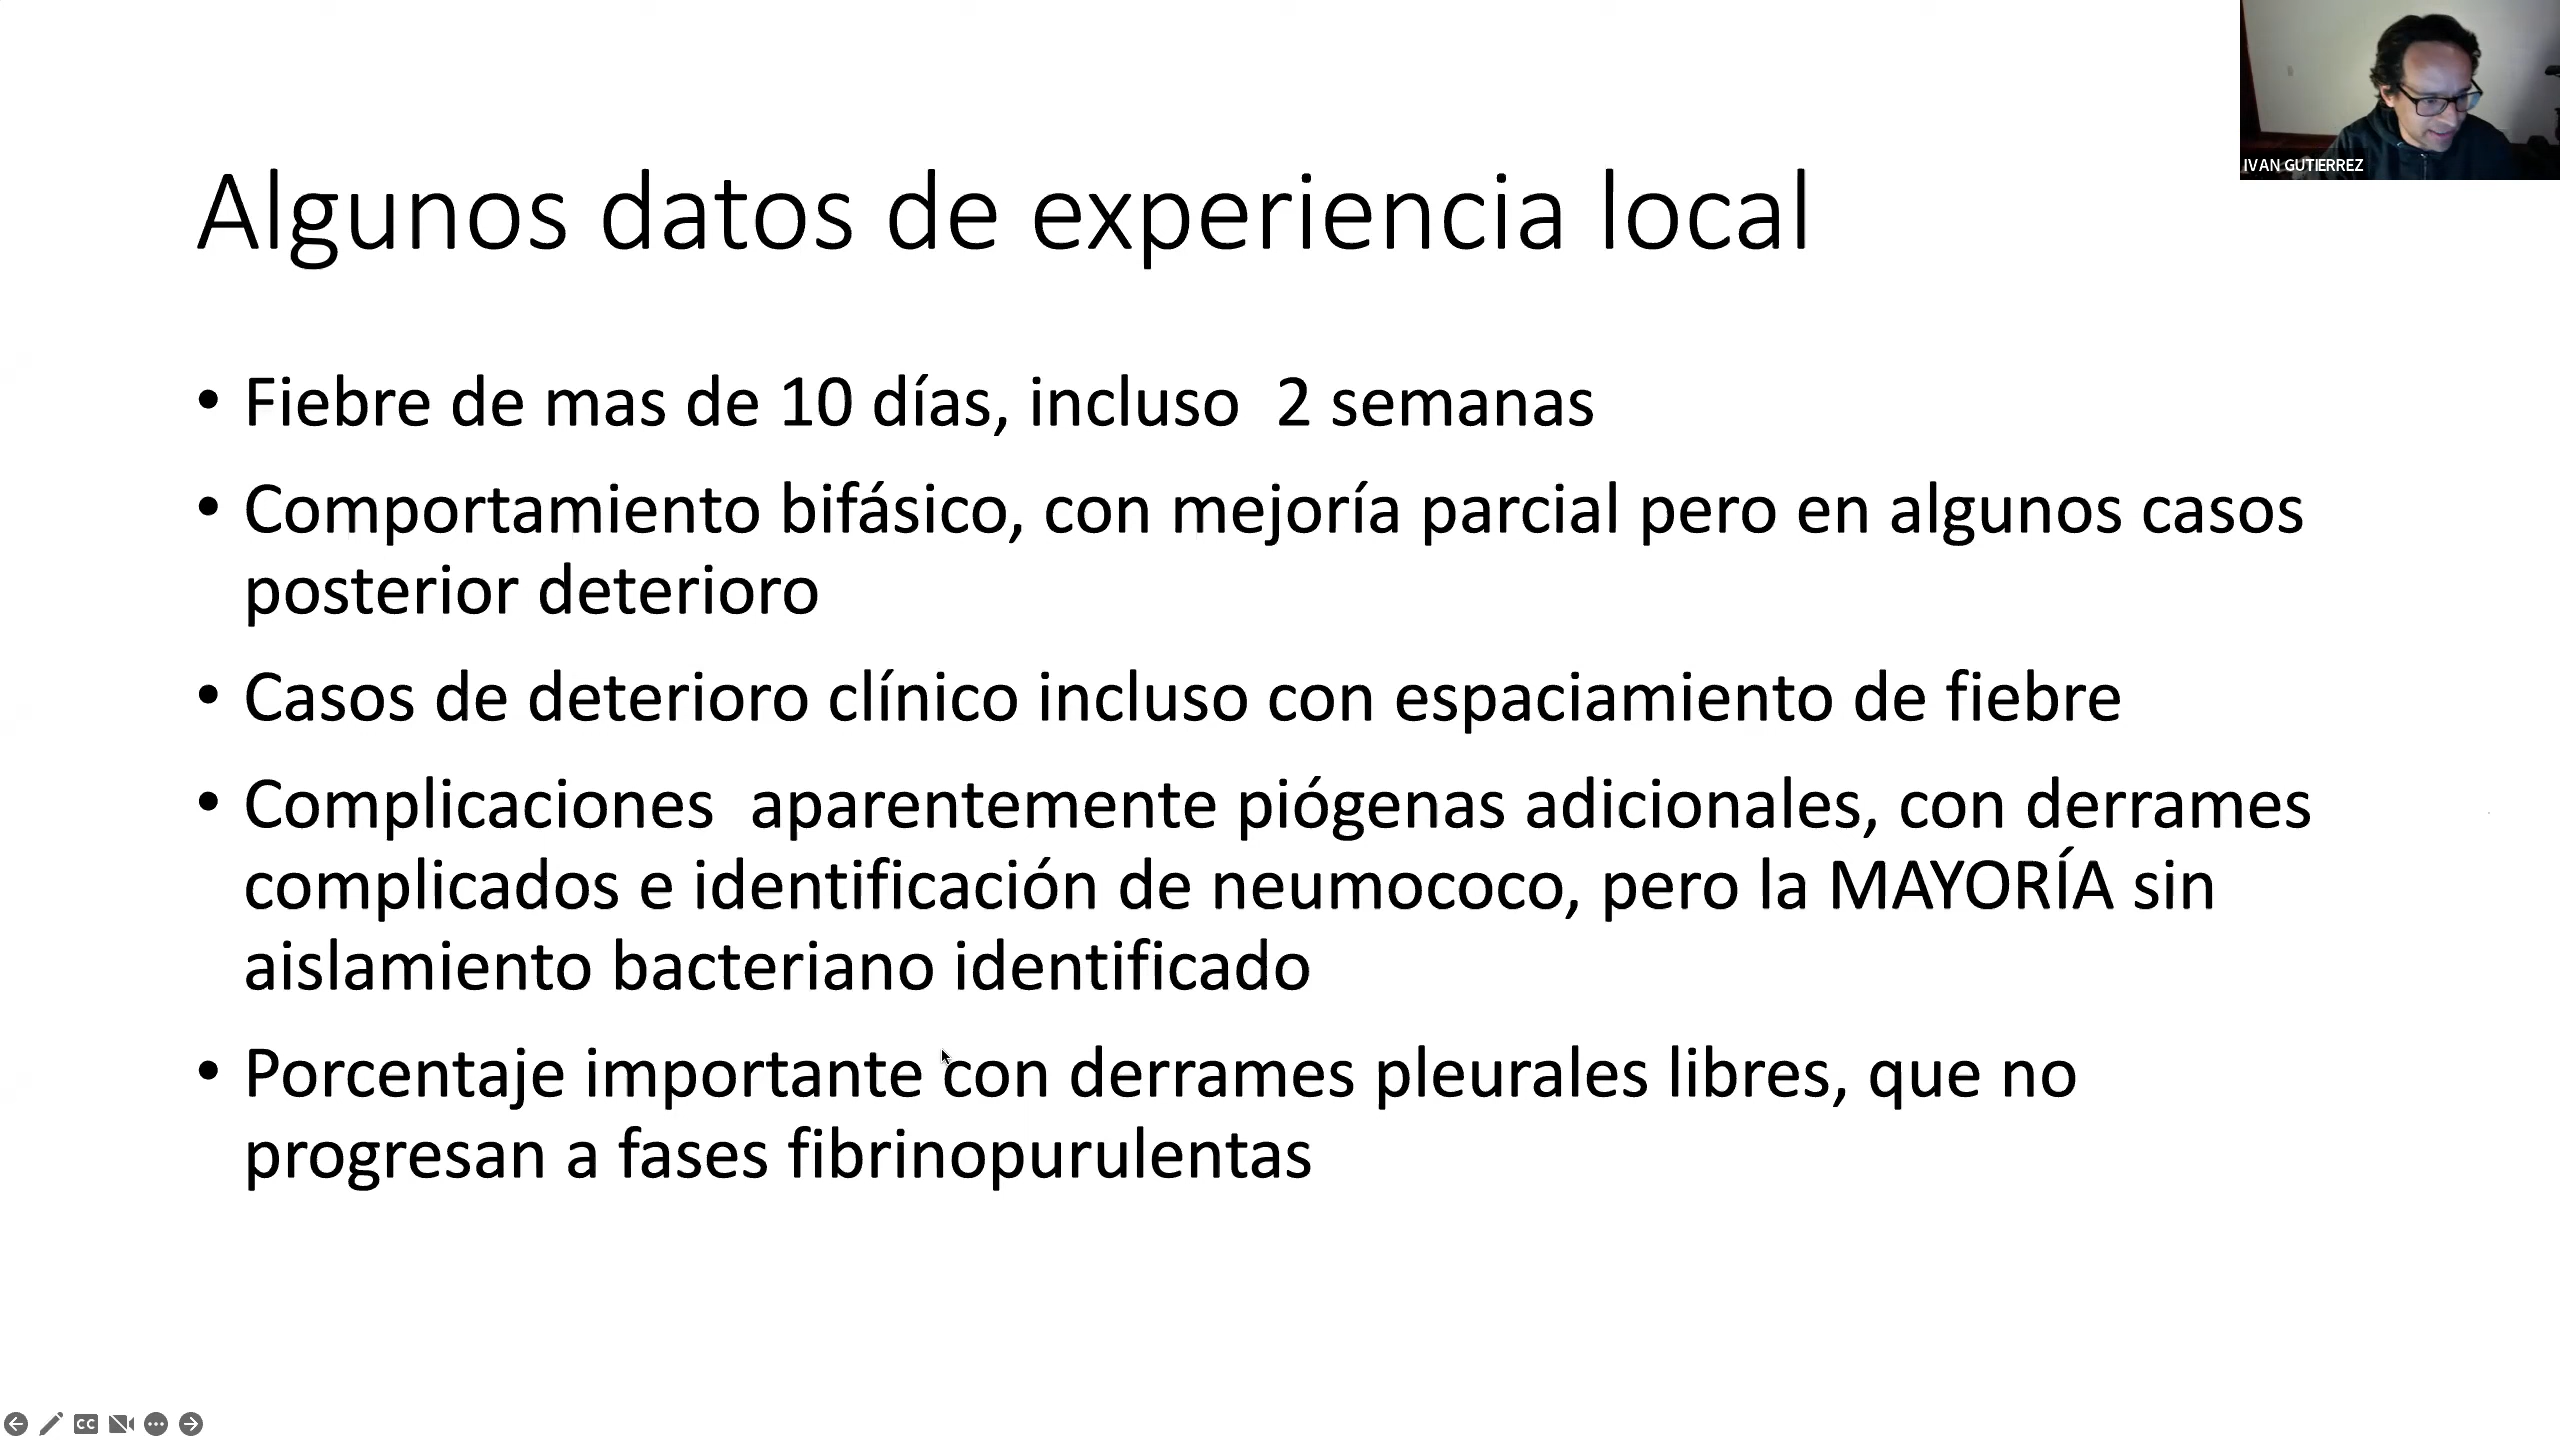 IVAN GUTIERREZ
Algunos datos de experiencia local
• Fiebre de mas de 10 días, incluso  2 semanas
• Comportamiento bifásico, con mejoría parcial pero en algunos casos
posterior deterioro
• Casos de deterioro clínico incluso con espaciamiento de fiebre
• Complicaciones  aparentemente piógenas adicionales, con derrames
complicados e identificación de neumococo, pero la MAYORÍA sin
aislamiento bacteriano identificado
• Porcentaje importante con derrames pleurales libres, que no
progresan a fases fibrinopurulentas
CC